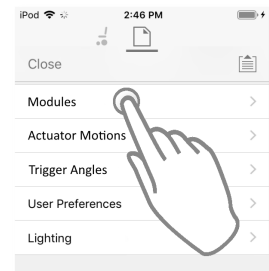 iPod 2:46 PM
Close
Modules
Actuator Motions
Trigger Angles
User Preferences
Lighting